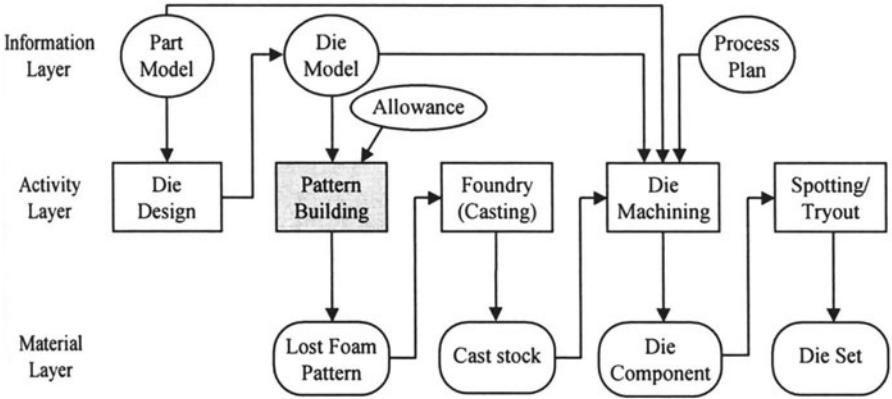 Information
Layer
Part
Model
Die
Model
Process
Plan
Allowance
Activity
Layer
Die
Design
Pattern
Building
Foundry
(Casting)
Die
Machining
Spotting/
Tryout
Material
Layer
Lost Foam
Pattern
Cast stock
Die
Component
Die Set